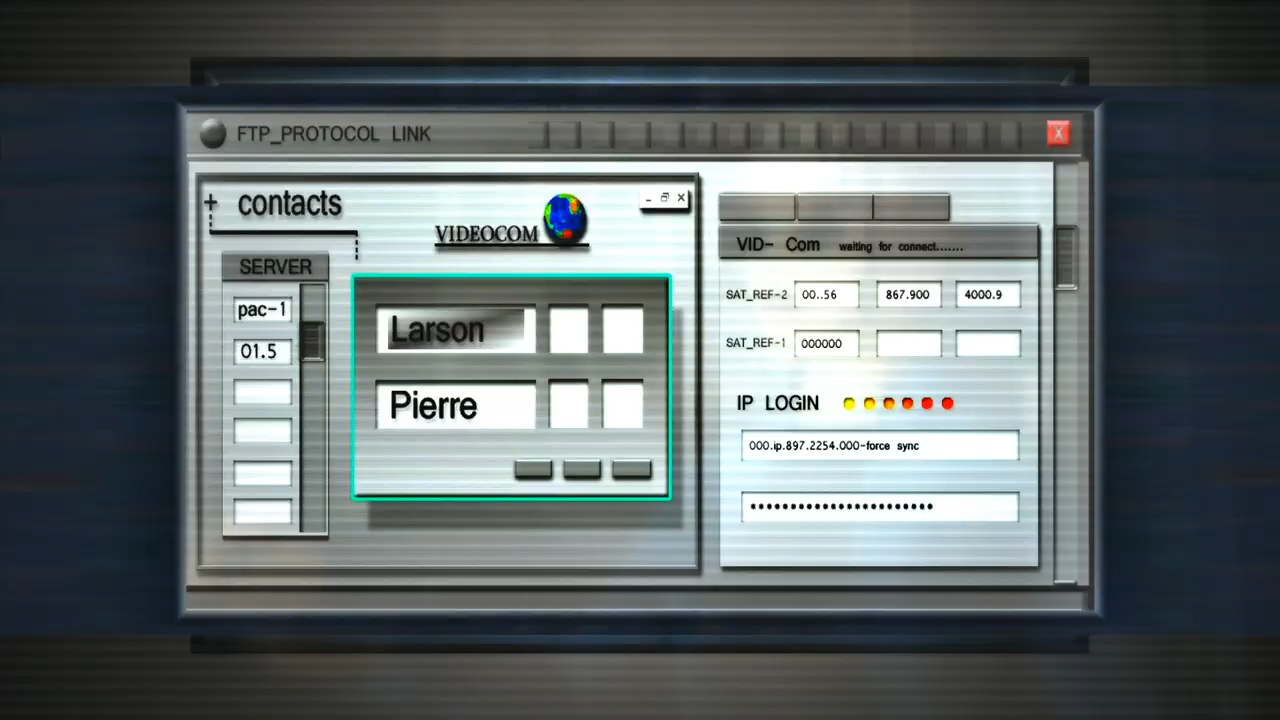 FTP_PROTOCOL LINK
X
+ contacts
VIDEOCOM
SERVER
pac-1
01.5
Larson
Pierre
VID- Com waiting for connect.......
SAT_REF-2 00..56 867.900 4000.9
SAT_REF-1 000000
IP LOGIN
000.ip.897.2254.000-force sync
•••••••••••••••••••••••